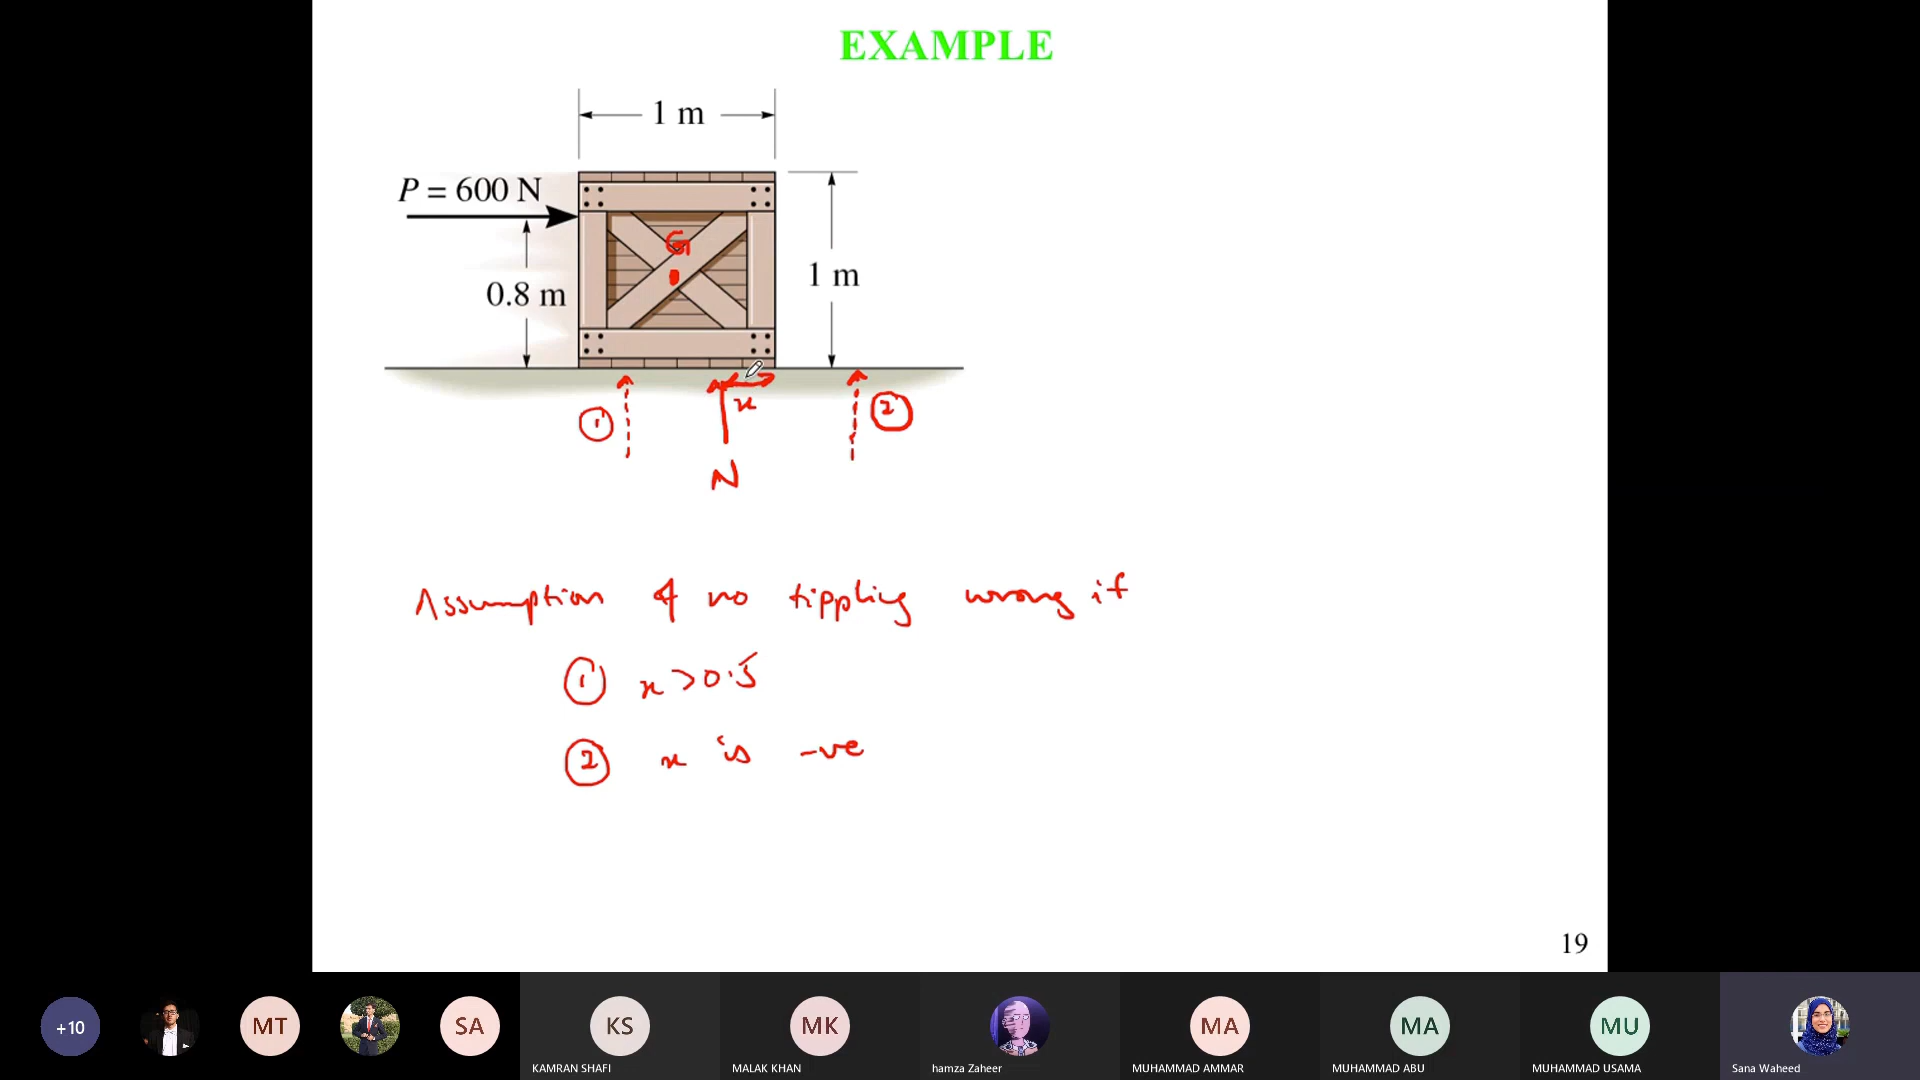 EXAMPLE
1 m
P = 600 N
G
0.8 m
1 m
x
1
2
N
Assumption of no tippling wrong if
1 x > 0.5
2 x is -ve
19
+10
MT
SA
KS
MK
MA
MA
MU
KAMRAN SHAFI
MALAK KHAN
hamza Zaheer
MUHAMMAD AMMAR
MUHAMMAD ABU
MUHAMMAD USAMA
Sana Waheed